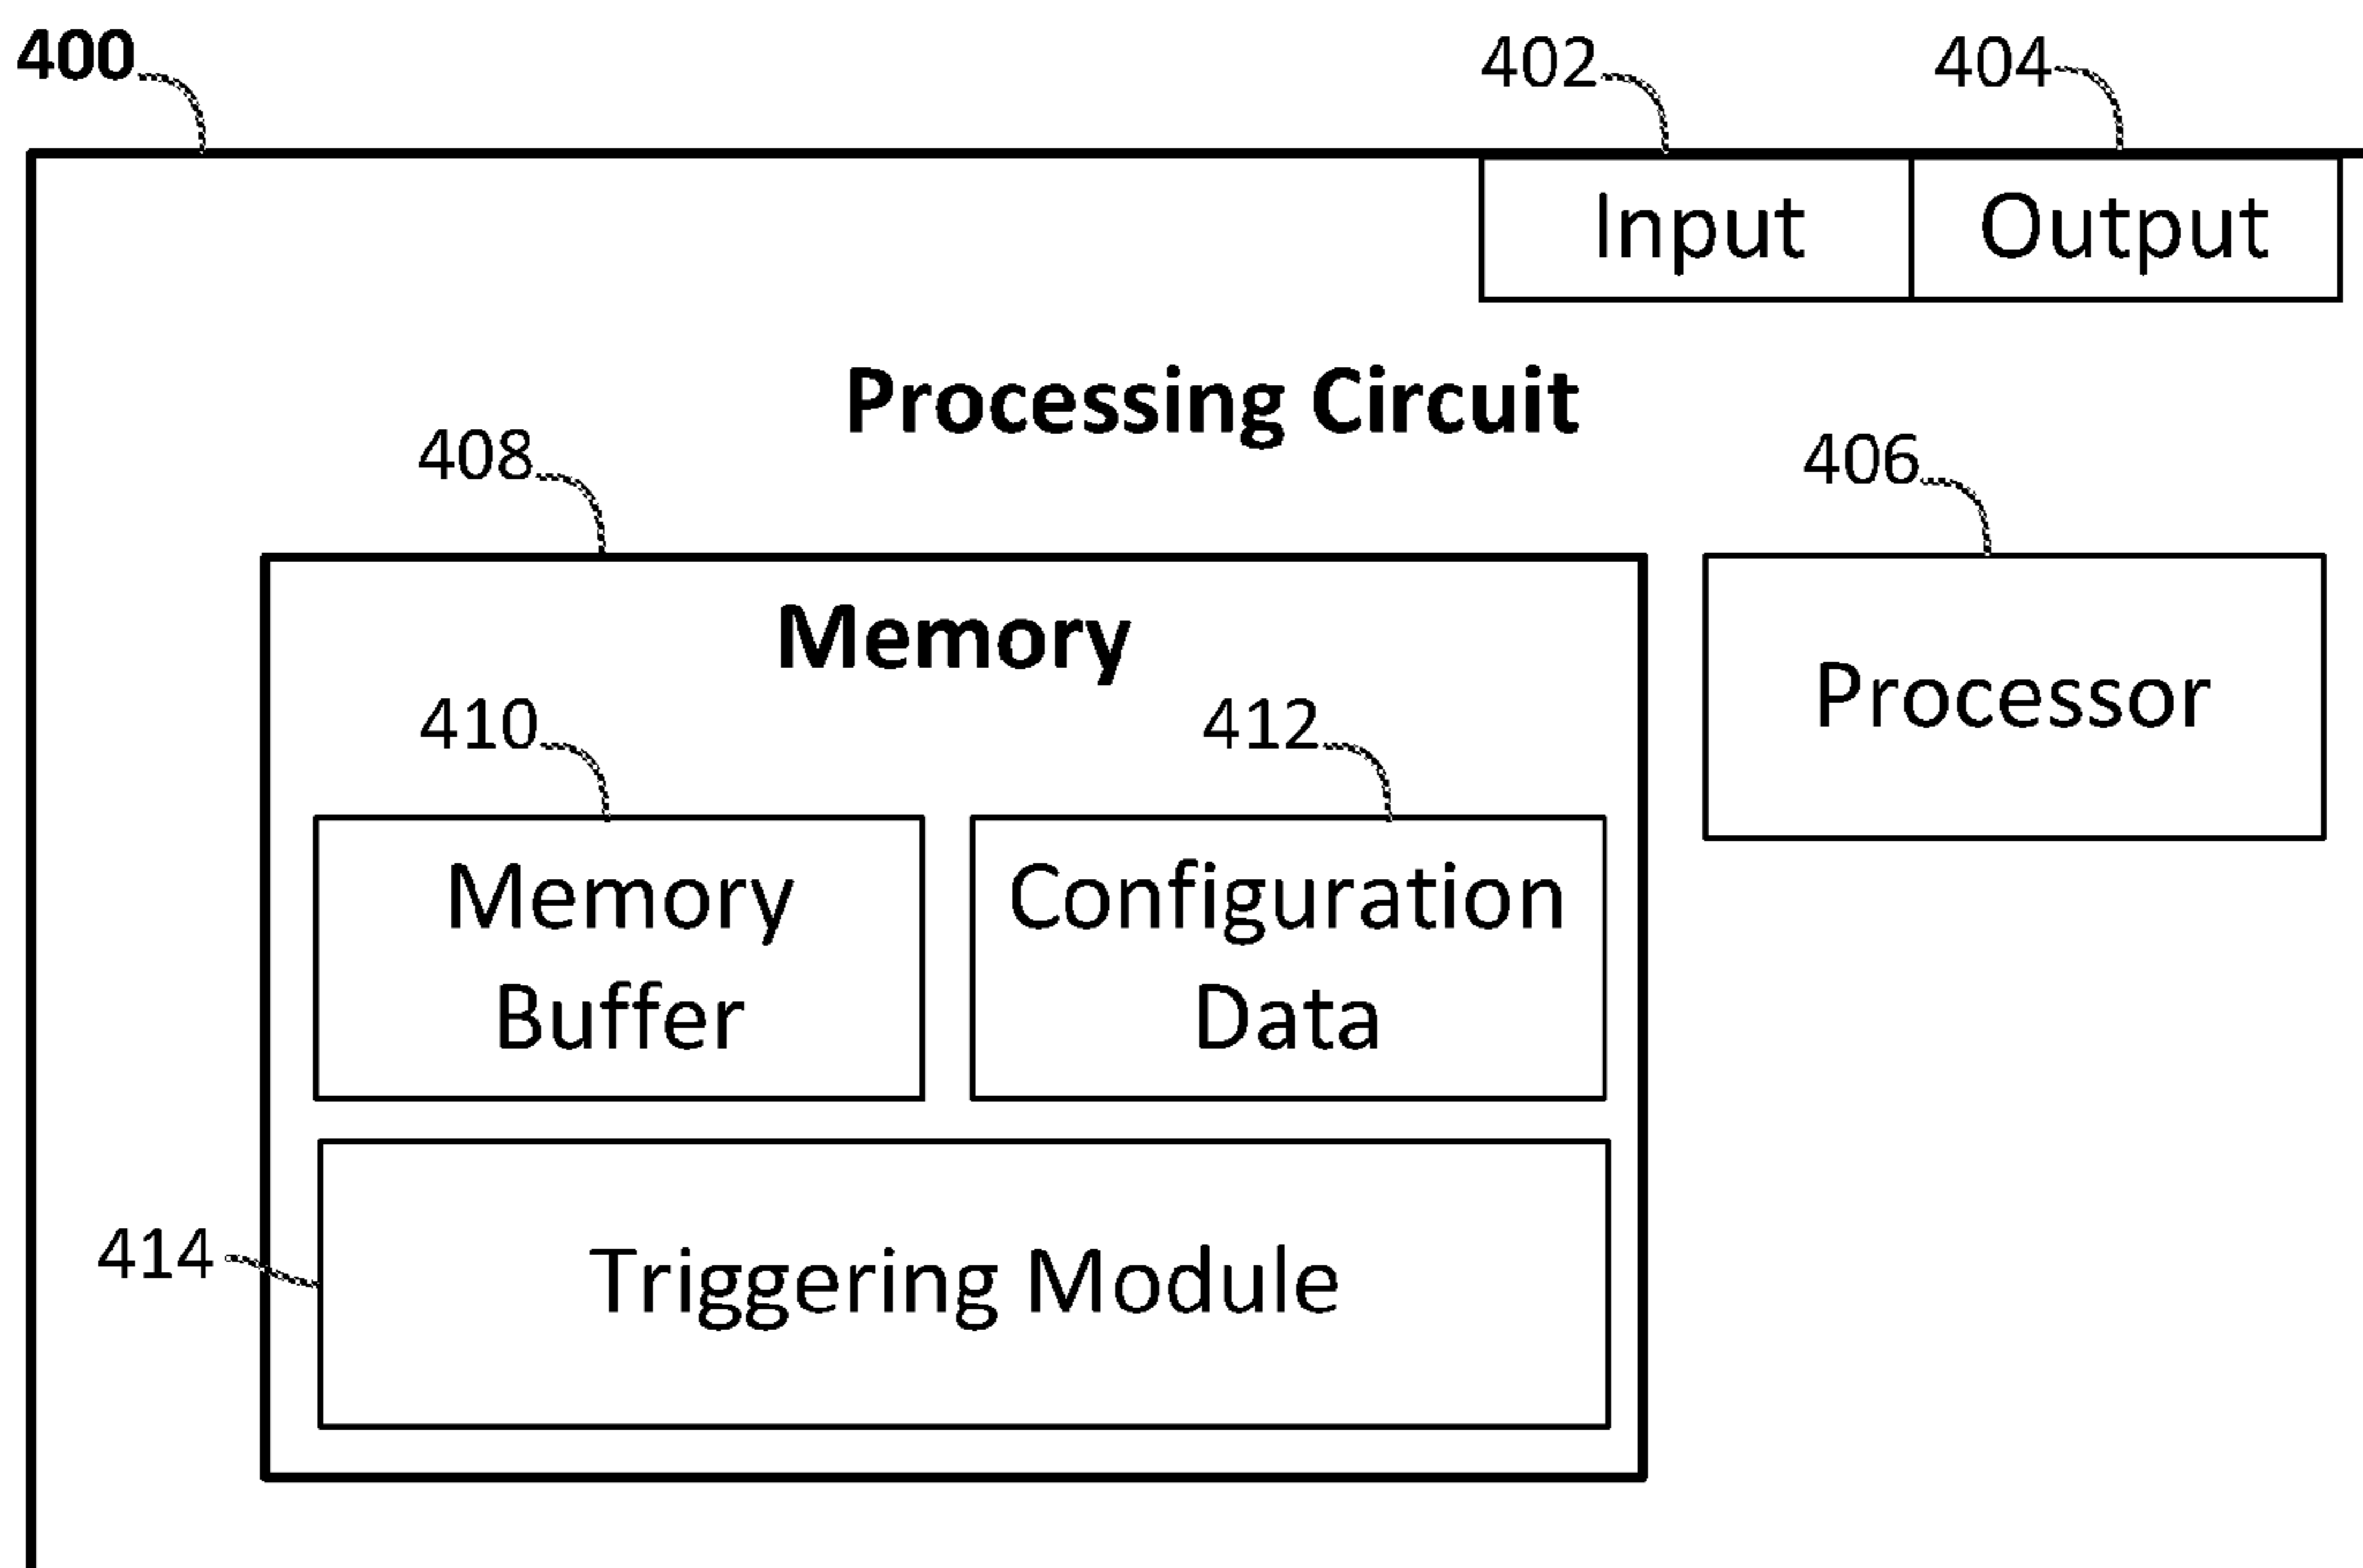 400
402
404
Input
Output
Processing Circuit
408
406
Memory
Processor
410
412
Memory
Buffer
Configuration
Data
414
Triggering Module